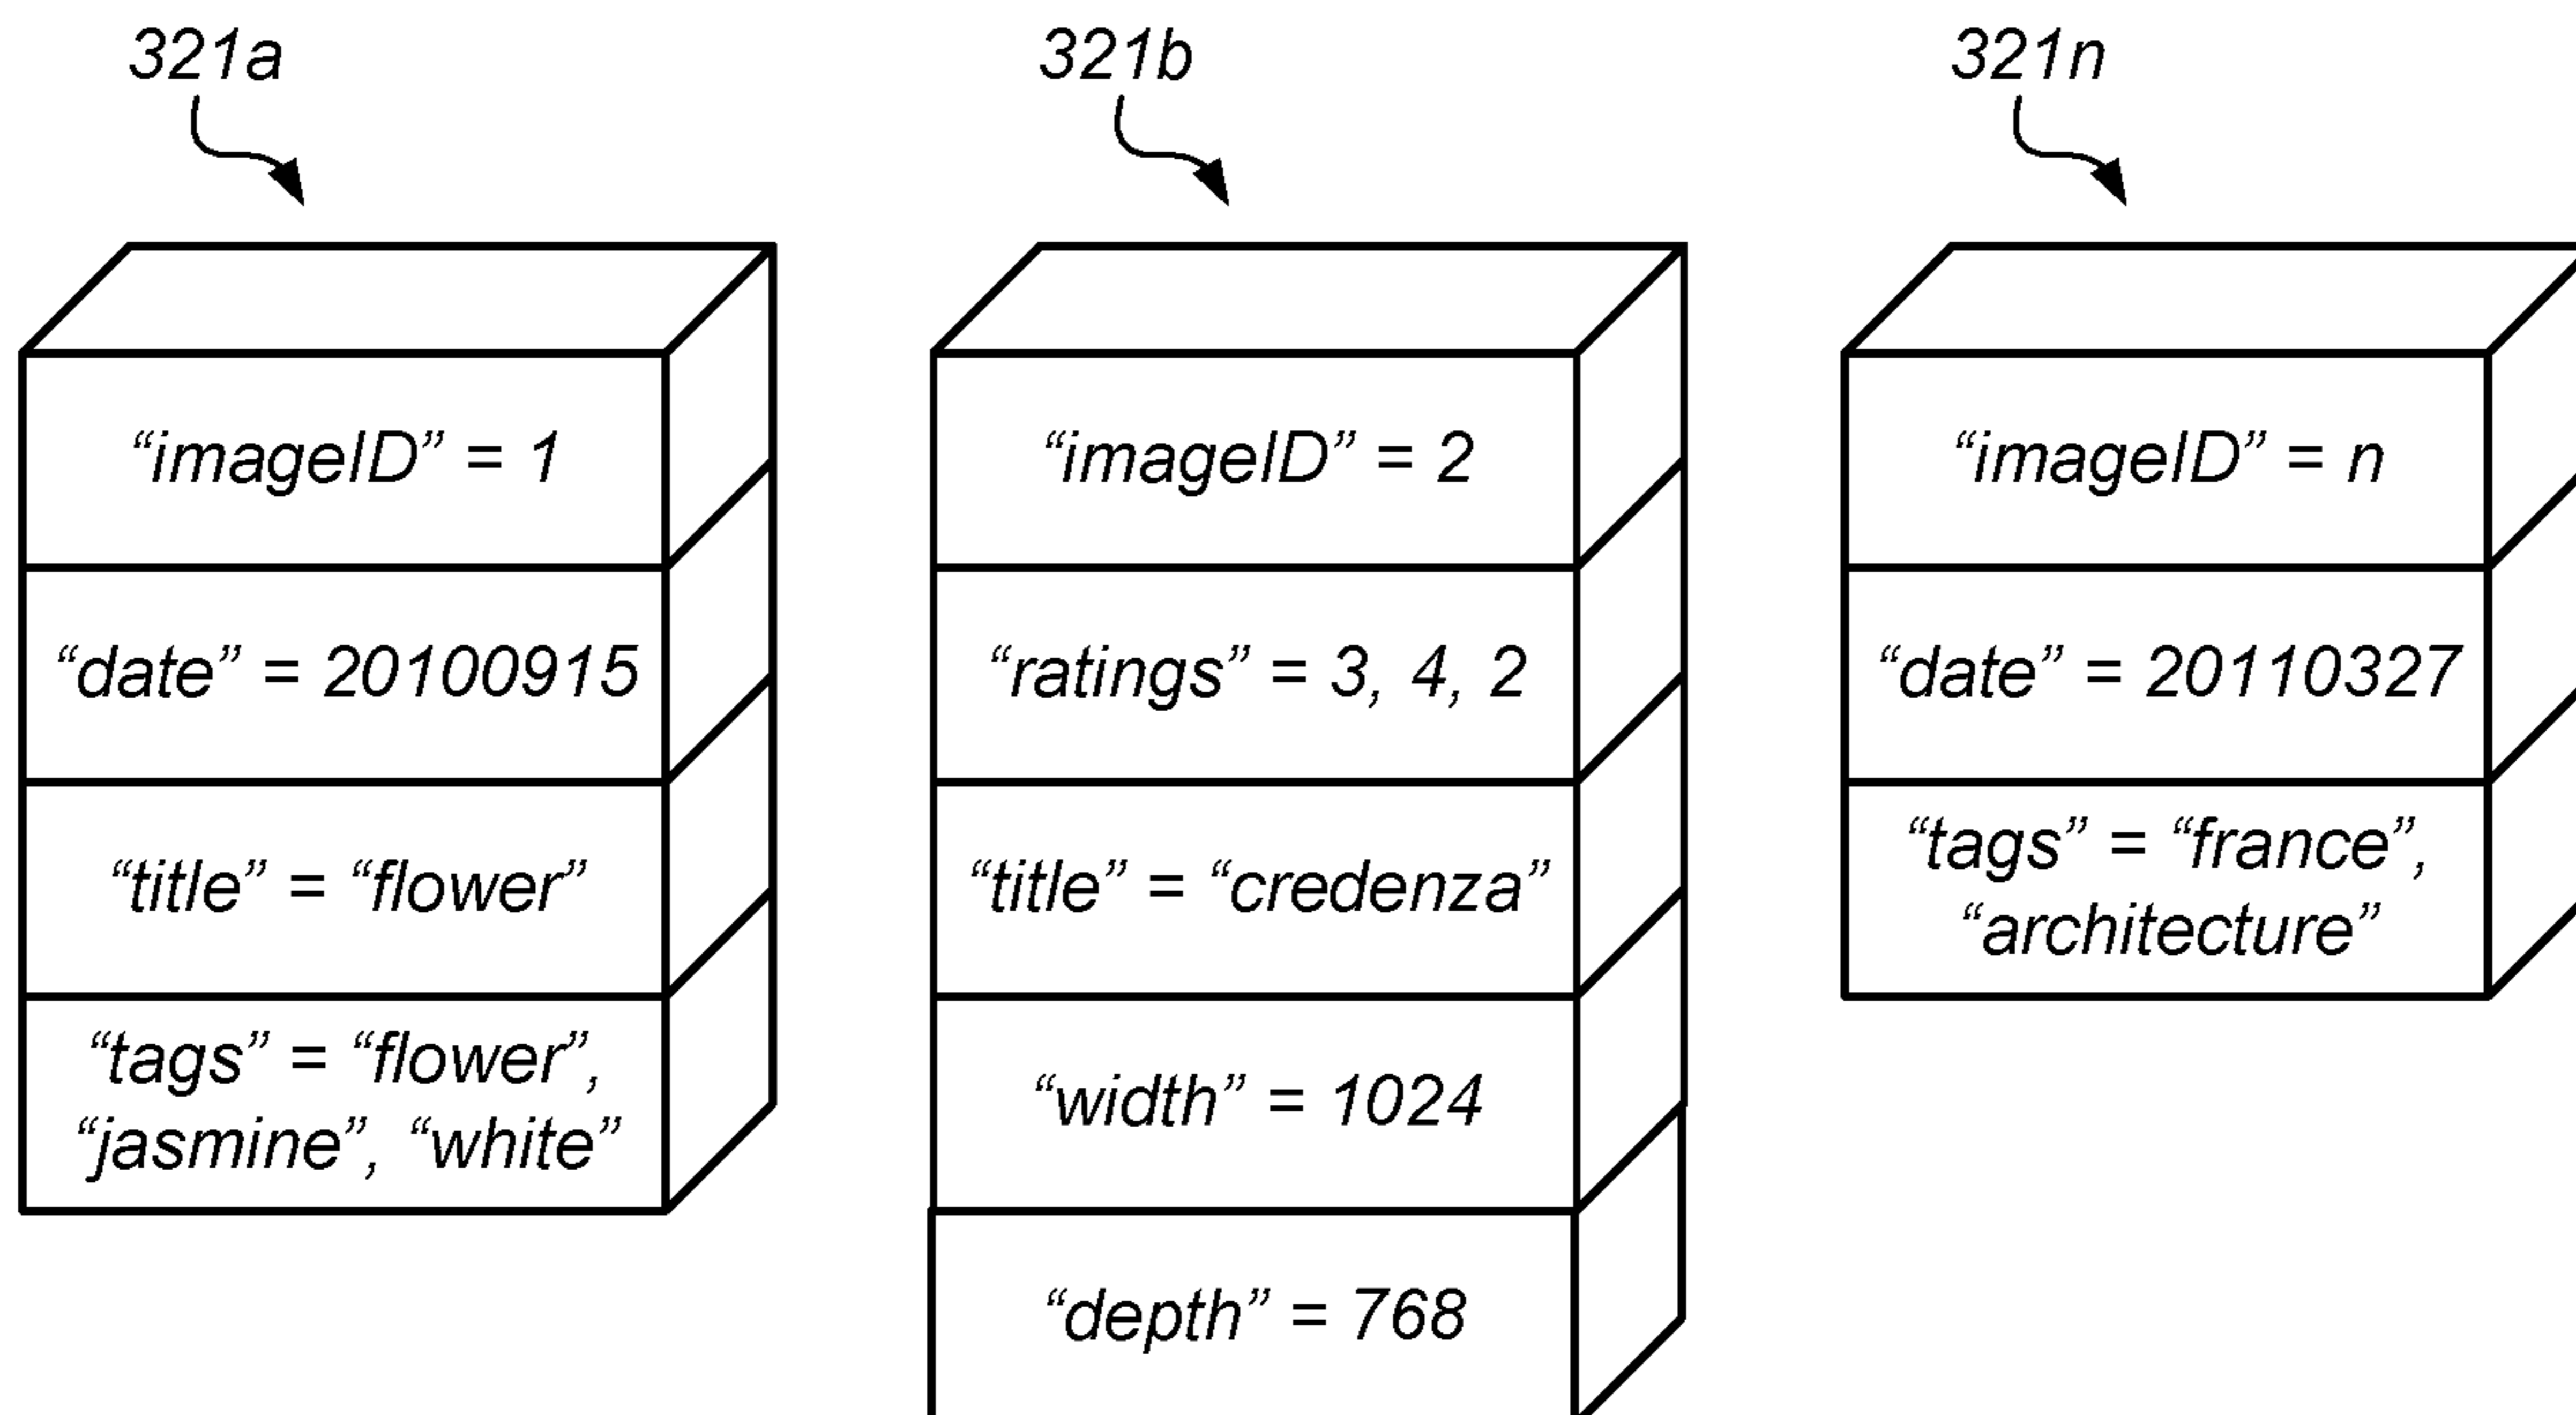 321a
321b
321n
“imageID” = 1
“date” = 20100915
“title” = “flower”
“tags” = “flower”,
“jasmine”, “white”
“imageID” = 2
“ratings” = 3, 4, 2
“title” = “credenza”
“width” = 1024
“depth” = 768
“imageID” = n
“date” = 20110327
“tags” = “france”,
“architecture”